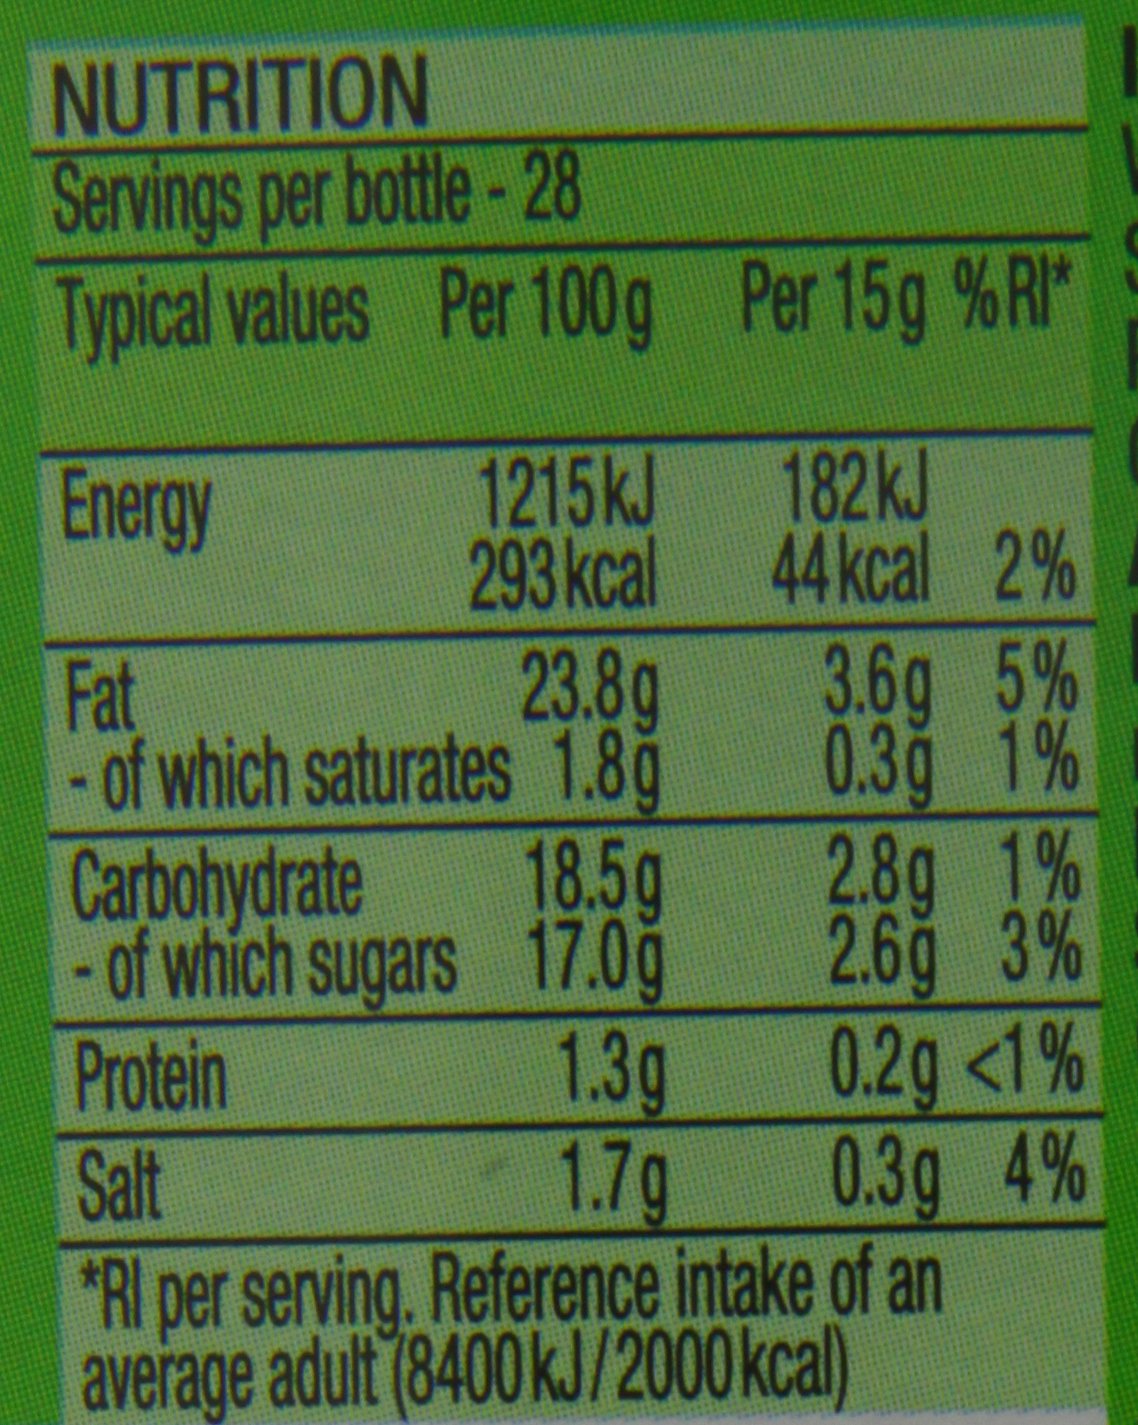 NUTRITION
Servings per bottle - 28
Typical values Per 100g Per 15g %RI*
Energy 1215kJ 182kJ
293kcal 44kcal 2%
Fat 23.8g 3.6g 5%
- of which saturates 1.8g 0.3g 1%
Carbohydrate 18.5g 2.8g 1%
- of which sugars 17.0g 2.6g 3%
Protein 1.3g 0.2g <1%
Salt 1.7g 0.3g 4%
*RI per serving. Reference intake of an
average adult (8400kJ/2000kcal)